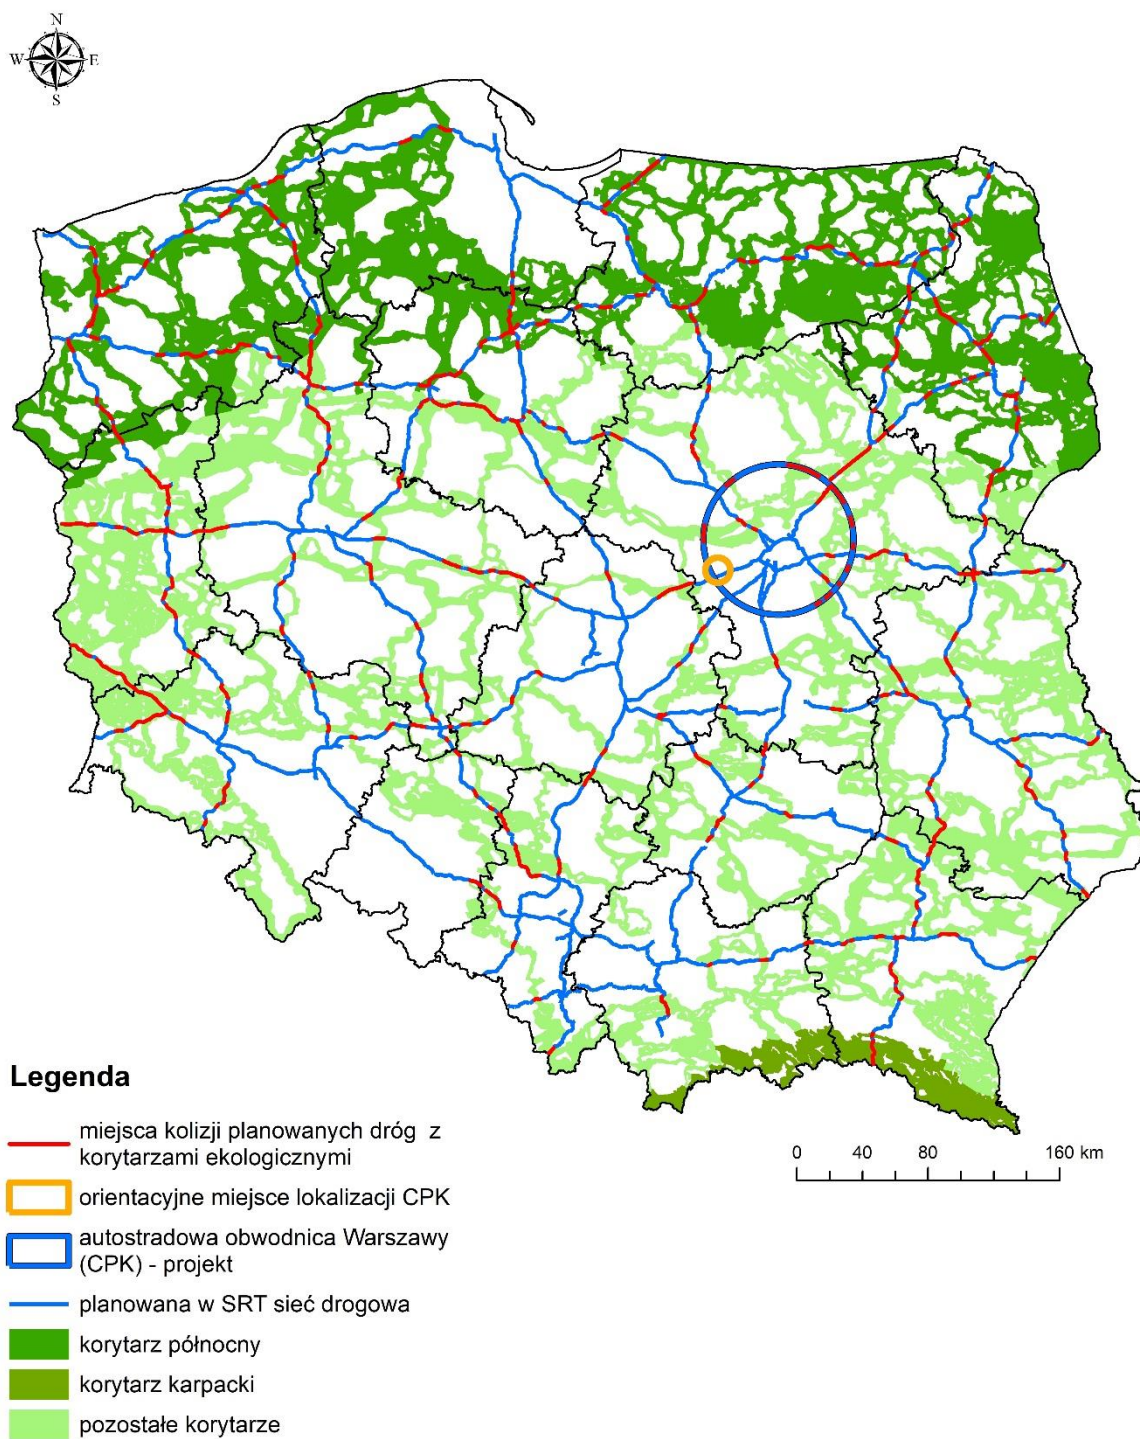 N
W E
S
Legenda
miejsca kolizji planowanych dróg z
korytarzami ekologicznymi
orientacyjne miejsce lokalizacji CPK
autostradowa obwodnica Warszawy
(CPK) - projekt
planowana w SRT sieć drogowa
korytarz północny
korytarz karpacki
pozostałe korytarze
0 40 80 160 km